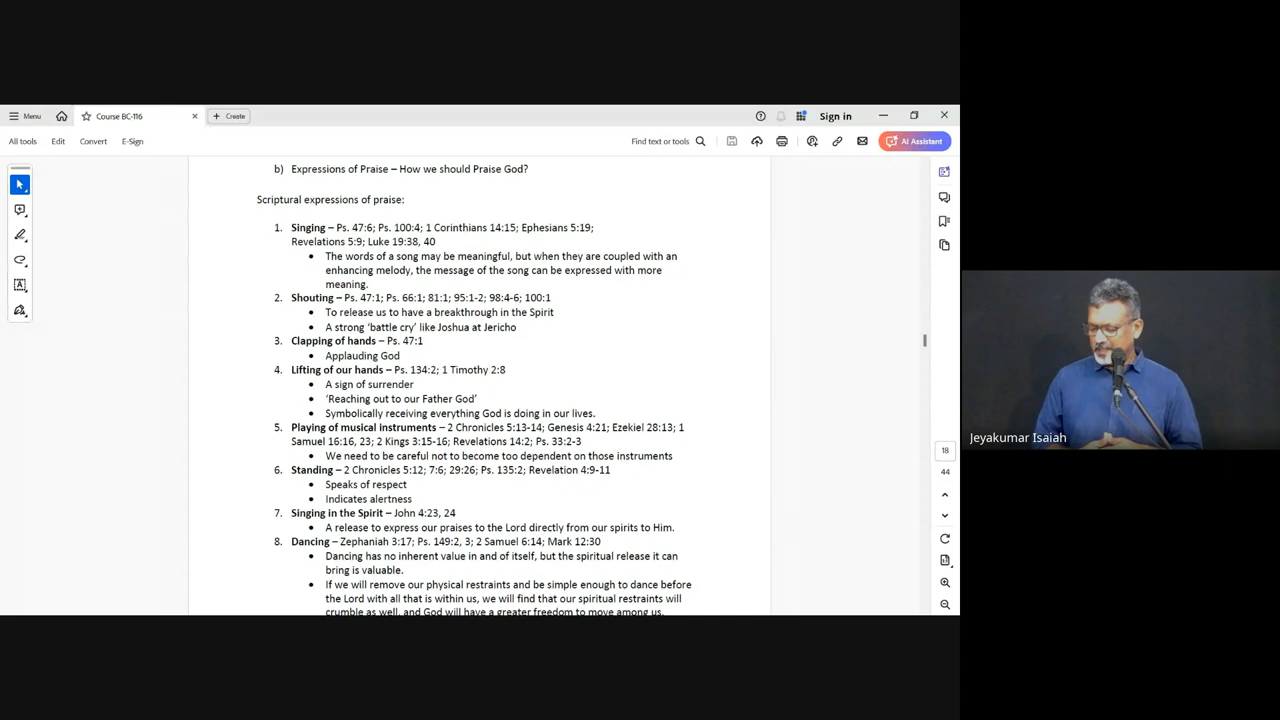 Menu
Course BC-116
Create
Sign in
All tools
Edit
Convert
E-Sign
Find text or tools
AI Assistant
b) Expressions of Praise – How we should Praise God?
Scriptural expressions of praise:
1. Singing – Ps. 47:6; Ps. 100:4; 1 Corinthians 14:15; Ephesians 5:19;
Revelations 5:9; Luke 19:38, 40
• The words of a song may be meaningful, but when they are coupled with an
enhancing melody, the message of the song can be expressed with more
meaning.
2. Shouting – Ps. 47:1; Ps. 66:1; 81:1; 95:1-2; 98:4-6; 100:1
• To release us to have a breakthrough in the Spirit
• A strong ‘battle cry’ like Joshua at Jericho
3. Clapping of hands – Ps. 47:1
• Applauding God
4. Lifting of our hands – Ps. 134:2; 1 Timothy 2:8
• A sign of surrender
• ‘Reaching out to our Father God’
• Symbolically receiving everything God is doing in our lives.
5. Playing of musical instruments – 2 Chronicles 5:13-14; Genesis 4:21; Ezekiel 28:13; 1
Samuel 16:16, 23; 2 Kings 3:15-16; Revelations 14:2; Ps. 33:2-3
• We need to be careful not to become too dependent on those instruments
6. Standing – 2 Chronicles 5:12; 7:6; 29:26; Ps. 135:2; Revelation 4:9-11
• Speaks of respect
• Indicates alertness
7. Singing in the Spirit – John 4:23, 24
• A release to express our praises to the Lord directly from our spirits to Him.
8. Dancing – Zephaniah 3:17; Ps. 149:2, 3; 2 Samuel 6:14; Mark 12:30
• Dancing has no inherent value in and of itself, but the spiritual release it can
bring is valuable.
• If we will remove our physical restraints and be simple enough to dance before
the Lord with all that is within us, we will find that our spiritual restraints will
crumble as well, and God will have a greater freedom to move among us.
18
44
Jeyakumar Isaiah